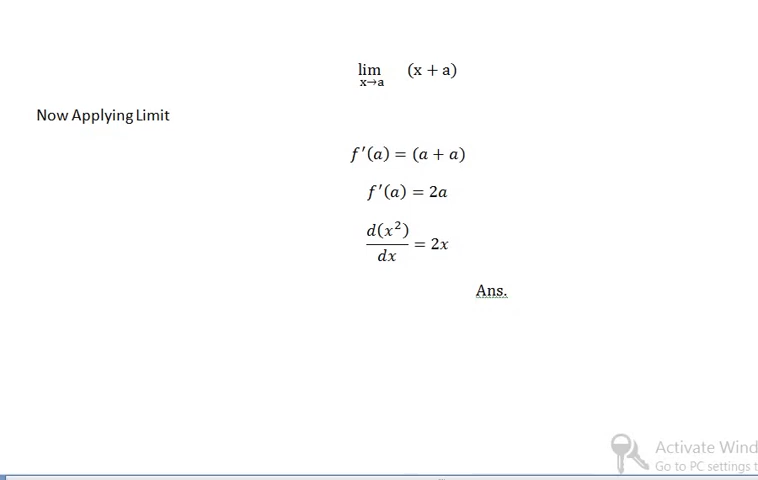 lim (x + a)
x→a
Now Applying Limit
f′(a) = (a + a)
f′(a) = 2a
d(x²)
= 2x
dx
Ans.
Activate Wind
Go to PC settings t